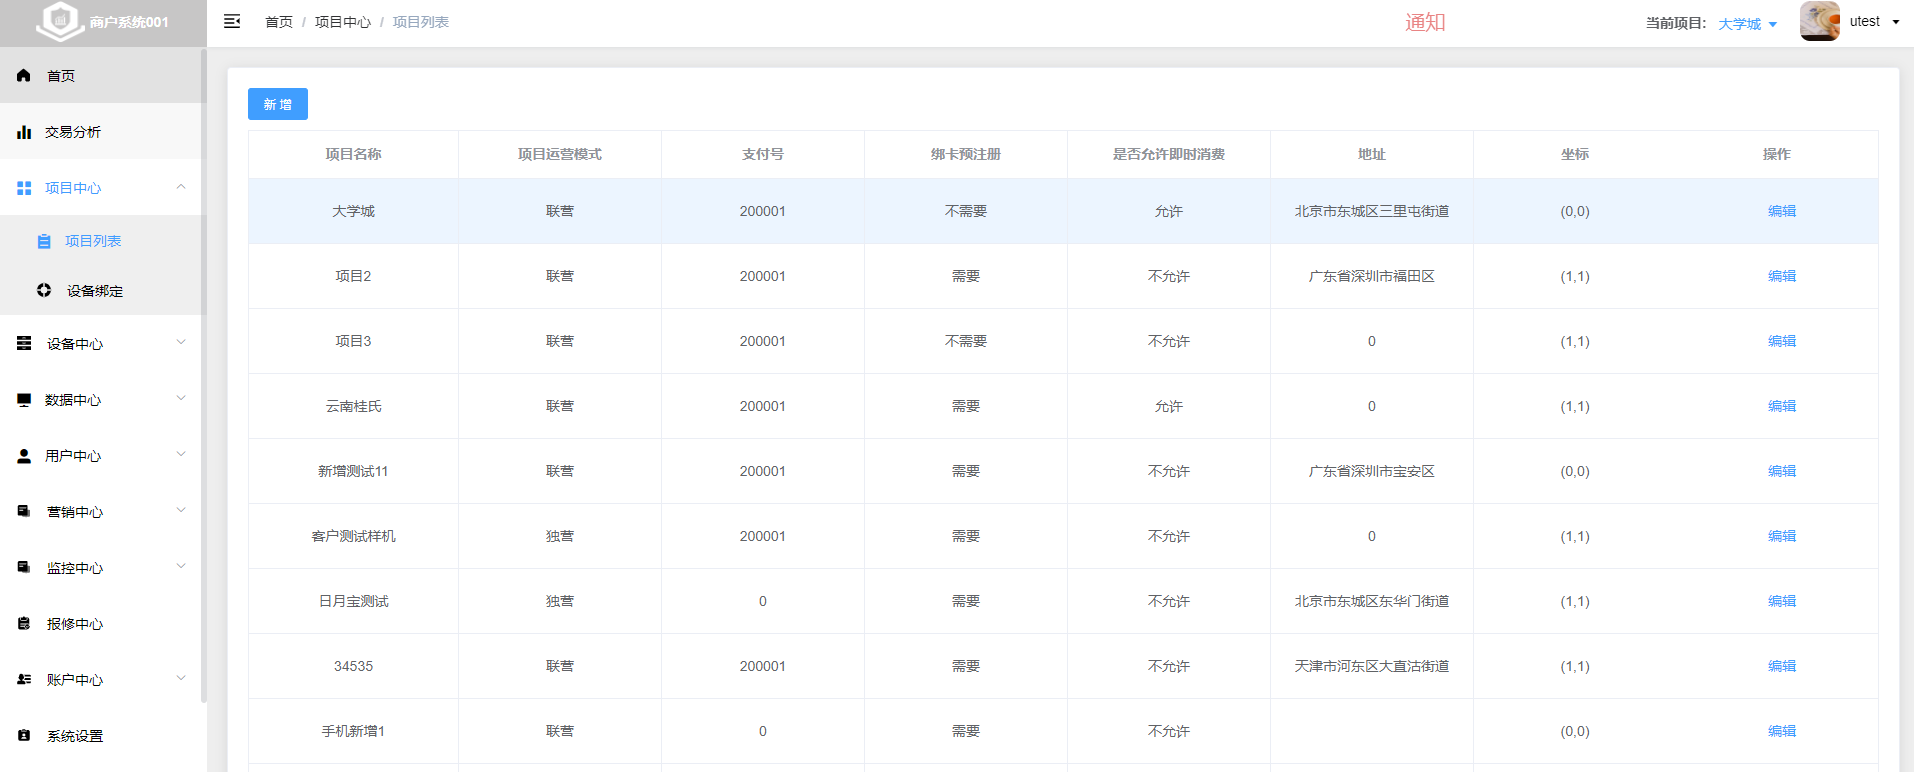 商户系统001
首页 / 项目中心 / 项目列表
通知
当前项目： 大学城
utest
首页
交易分析
项目中心
项目列表
设备绑定
设备中心
数据中心
用户中心
营销中心
监控中心
报修中心
账户中心
系统设置
新 增
项目名称 项目运营模式 支付号 绑卡预注册 是否允许即时消费 地址 坐标 操作
大学城 联营 200001 不需要 允许 北京市东城区三里屯街道 (0,0) 编辑
项目2 联营 200001 需要 不允许 广东省深圳市福田区 (1,1) 编辑
项目3 联营 200001 不需要 不允许 0 (1,1) 编辑
云南桂氏 联营 200001 需要 允许 0 (1,1) 编辑
新增测试11 联营 200001 需要 不允许 广东省深圳市宝安区 (0,0) 编辑
客户测试样机 独营 200001 需要 不允许 0 (1,1) 编辑
日月宝测试 独营 0 需要 不允许 北京市东城区东华门街道 (1,1) 编辑
34535 联营 200001 需要 不允许 天津市河东区大直沽街道 (1,1) 编辑
手机新增1 联营 0 需要 不允许 (0,0) 编辑